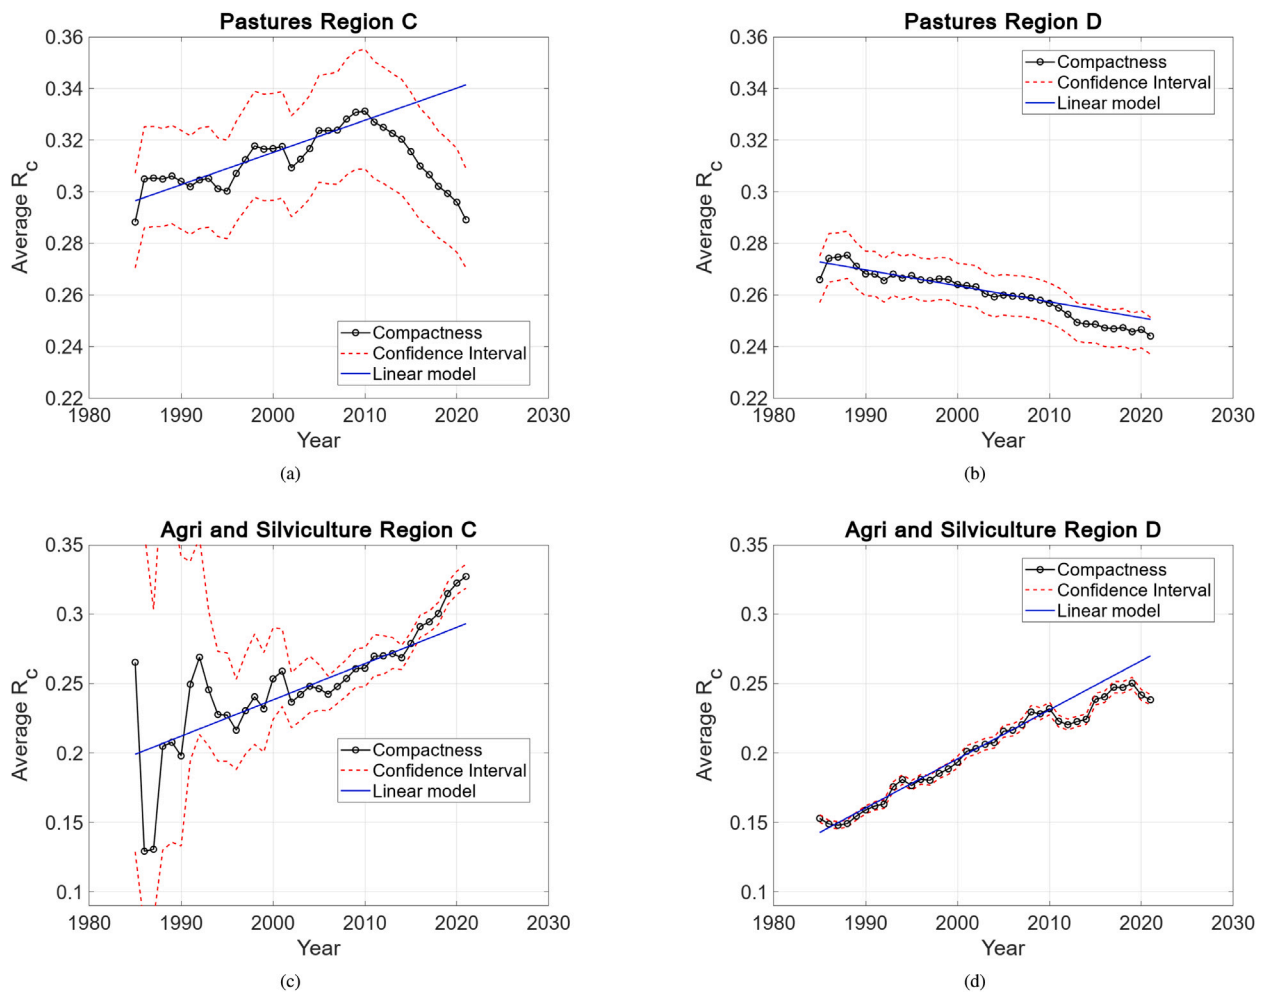 Pastures Region C
0.36
0.34
0.32
0.3
0.28
0.26
0.24
0.22
Average R_c
Compactness
Confidence Interval
Linear model
1980 1990 2000 2010 2020 2030
Year
(a)
Pastures Region D
0.36
0.34
0.32
0.3
0.28
0.26
0.24
0.22
Average R_c
Compactness
Confidence Interval
Linear model
1980 1990 2000 2010 2020 2030
Year
(b)
Agri and Silviculture Region C
0.35
0.3
0.25
0.2
0.15
0.1
Average R_c
Compactness
Confidence Interval
Linear model
1980 1990 2000 2010 2020 2030
Year
(c)
Agri and Silviculture Region D
0.35
0.3
0.25
0.2
0.15
0.1
Average R_c
Compactness
Confidence Interval
Linear model
1980 1990 2000 2010 2020 2030
Year
(d)